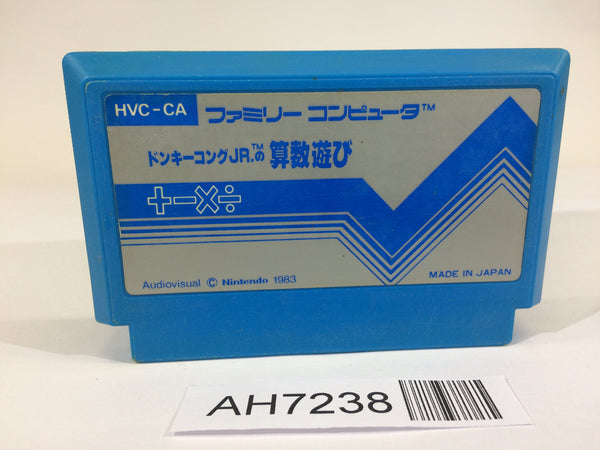 HVC-CA
ファミリー コンピュータ™
ドンキーコングJR.™の 算数遊び
+−×÷
Audiovisual © Nintendo 1983
MADE IN JAPAN
AH7238